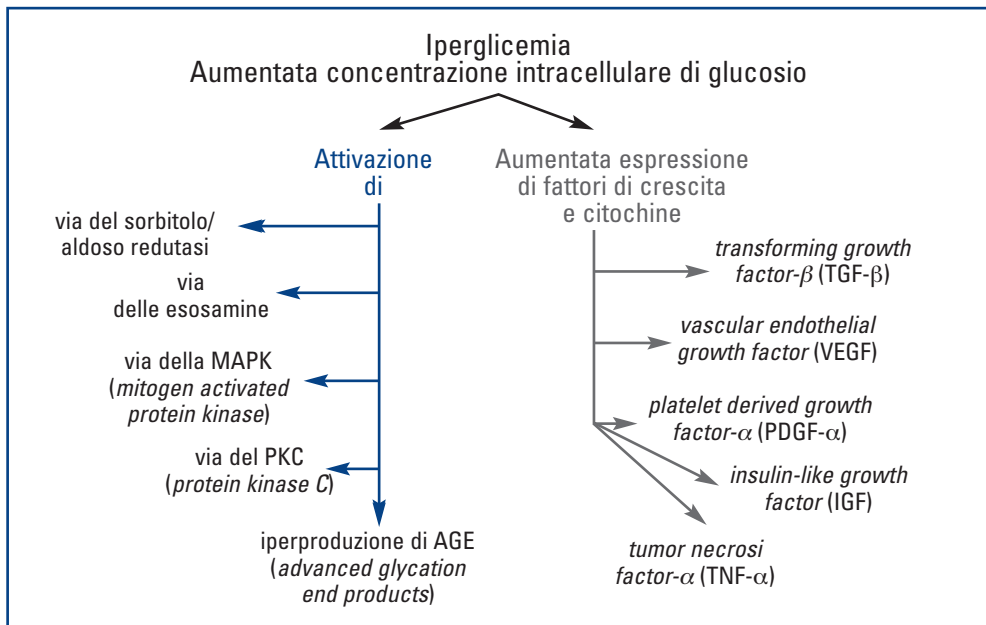 Iperglicemia
Aumentata concentrazione intracellulare di glucosio
Attivazione
di
via del sorbitolo/
aldoso redutasi
via
delle esosamine
via della MAPK
(mitogen activated
protein kinase)
via del PKC
(protein kinase C)
iperproduzione di AGE
(advanced glycation
end products)
Aumentata espressione
di fattori di crescita
e citochine
transforming growth
factor-β (TGF-β)
vascular endothelial
growth factor (VEGF)
platelet derived growth
factor-α (PDGF-α)
insulin-like growth
factor (IGF)
tumor necrosi
factor-α (TNF-α)